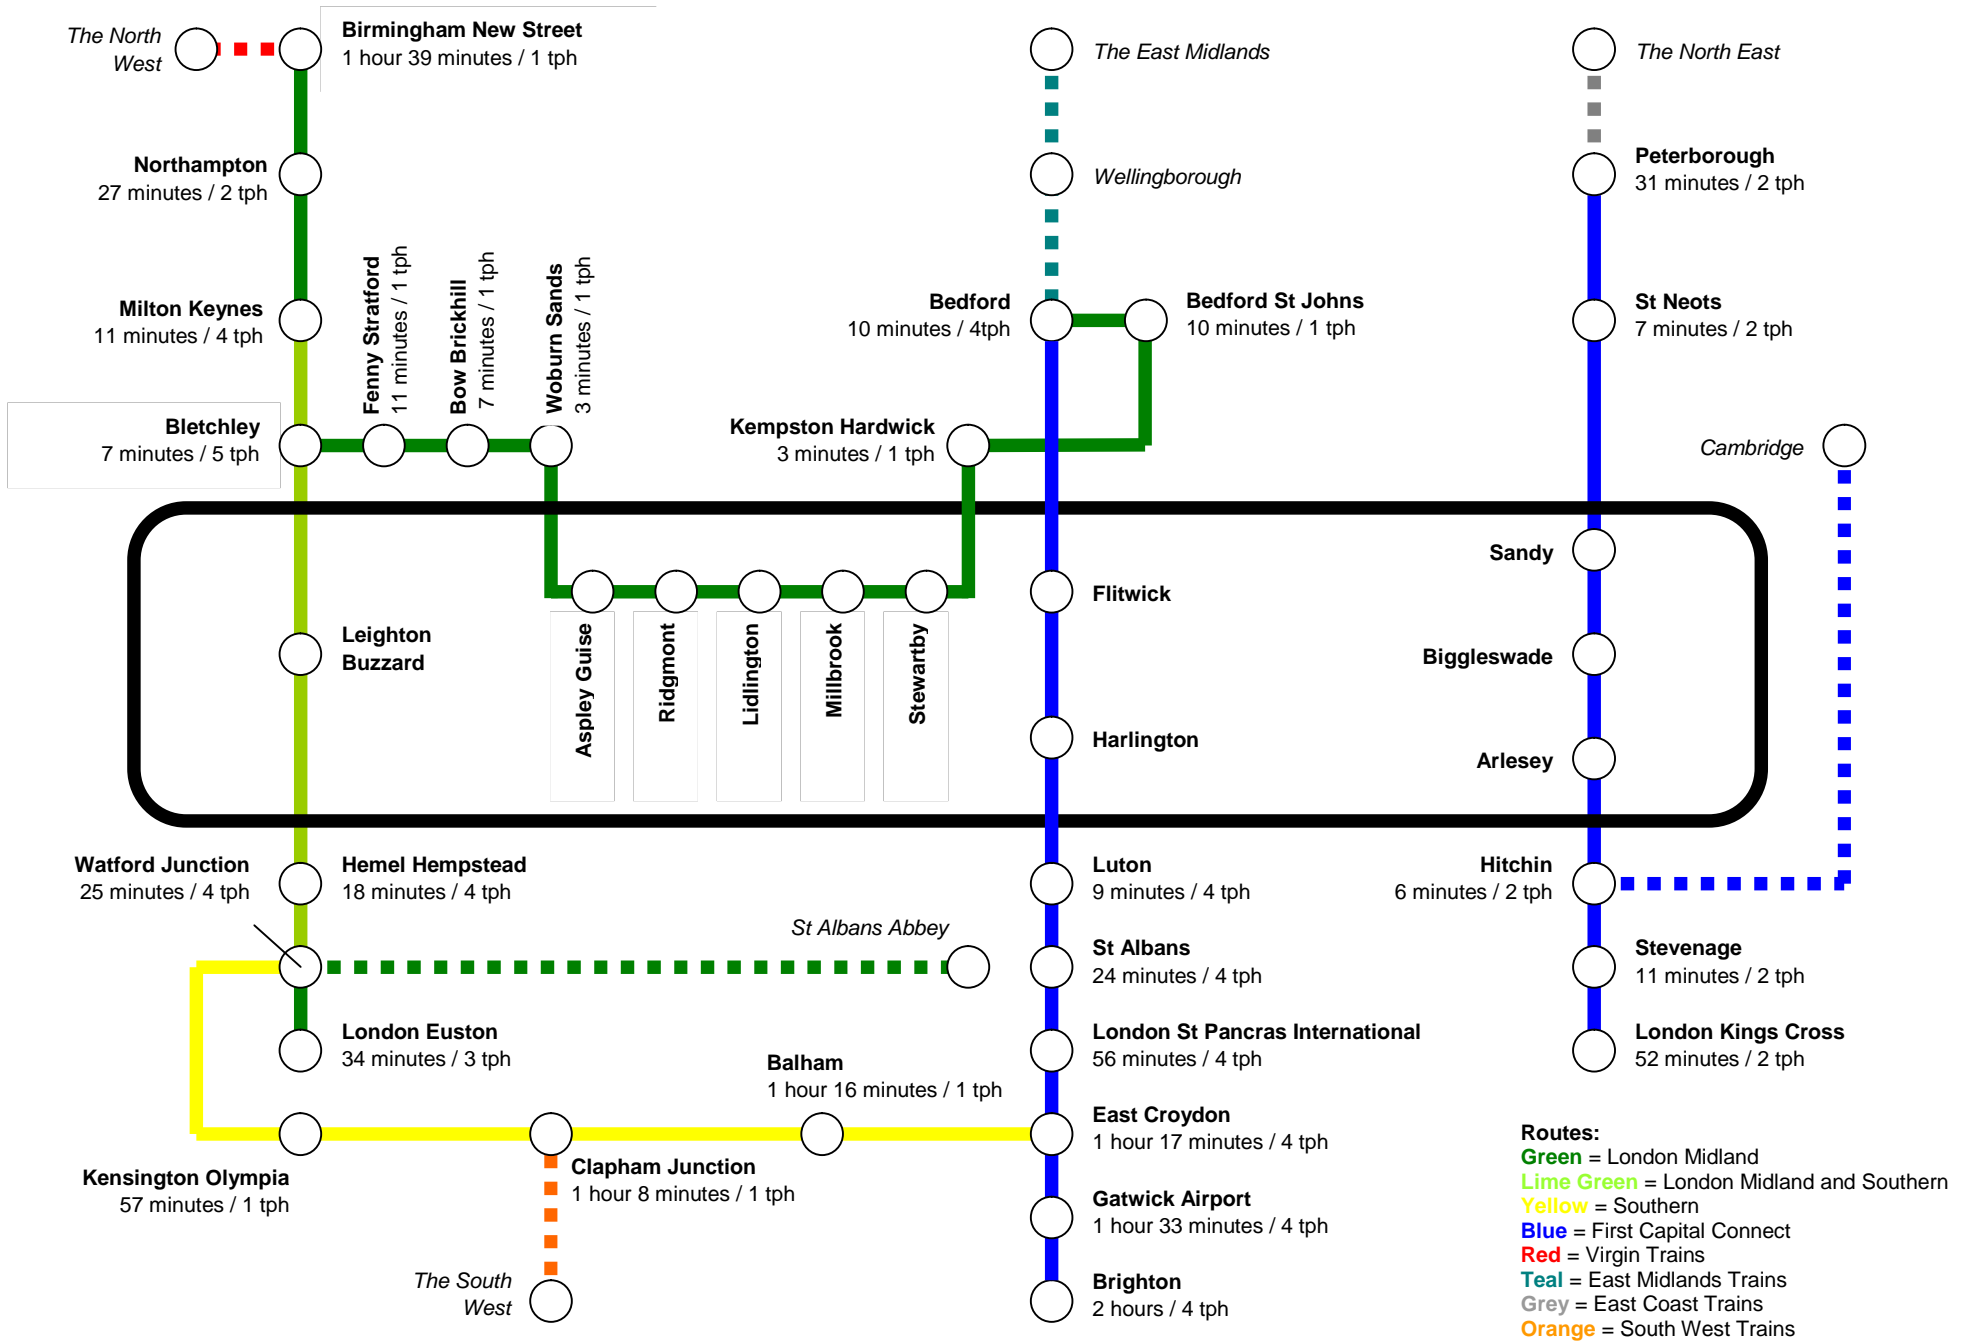 The North
West
Birmingham New Street
1 hour 39 minutes / 1 tph
The East Midlands
The North East
Northampton
27 minutes / 2 tph
Wellingborough
Peterborough
31 minutes / 2 tph
Milton Keynes
11 minutes / 4 tph
Fenny Stratford
11 minutes / 1 tph
Bow Brickhill
7 minutes / 1 tph
Woburn Sands
3 minutes / 1 tph
Bedford
10 minutes / 4tph
Bedford St Johns
10 minutes / 1 tph
St Neots
7 minutes / 2 tph
Bletchley
7 minutes / 5 tph
Kempston Hardwick
3 minutes / 1 tph
Cambridge
Sandy
Flitwick
Leighton
Buzzard
Aspley Guise
Ridgmont
Lidlington
Millbrook
Stewartby
Biggleswade
Harlington
Arlesey
Watford Junction
25 minutes / 4 tph
Hemel Hempstead
18 minutes / 4 tph
Luton
9 minutes / 4 tph
Hitchin
6 minutes / 2 tph
St Albans Abbey
St Albans
24 minutes / 4 tph
Stevenage
11 minutes / 2 tph
London Euston
34 minutes / 3 tph
London St Pancras International
56 minutes / 4 tph
London Kings Cross
52 minutes / 2 tph
Balham
1 hour 16 minutes / 1 tph
East Croydon
1 hour 17 minutes / 4 tph
Kensington Olympia
57 minutes / 1 tph
Clapham Junction
1 hour 8 minutes / 1 tph
Gatwick Airport
1 hour 33 minutes / 4 tph
The South
West
Brighton
2 hours / 4 tph
Routes:
Green = London Midland
Lime Green = London Midland and Southern
Yellow = Southern
Blue = First Capital Connect
Red = Virgin Trains
Teal = East Midlands Trains
Grey = East Coast Trains
Orange = South West Trains